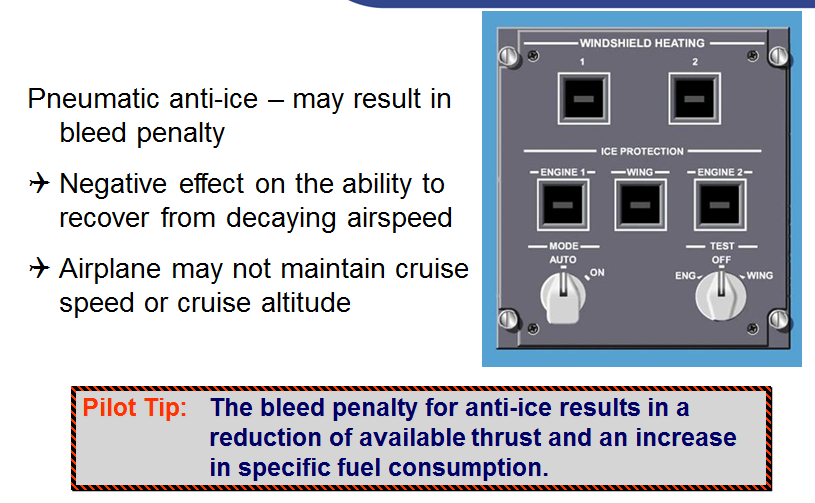 Pneumatic anti-ice – may result in
bleed penalty
Negative effect on the ability to
recover from decaying airspeed
Airplane may not maintain cruise
speed or cruise altitude
WINDSHIELD HEATING
1 2
ICE PROTECTION
ENGINE 1 WING ENGINE 2
MODE TEST
AUTO OFF
ON ENG WING
Pilot Tip: The bleed penalty for anti-ice results in a
reduction of available thrust and an increase
in specific fuel consumption.